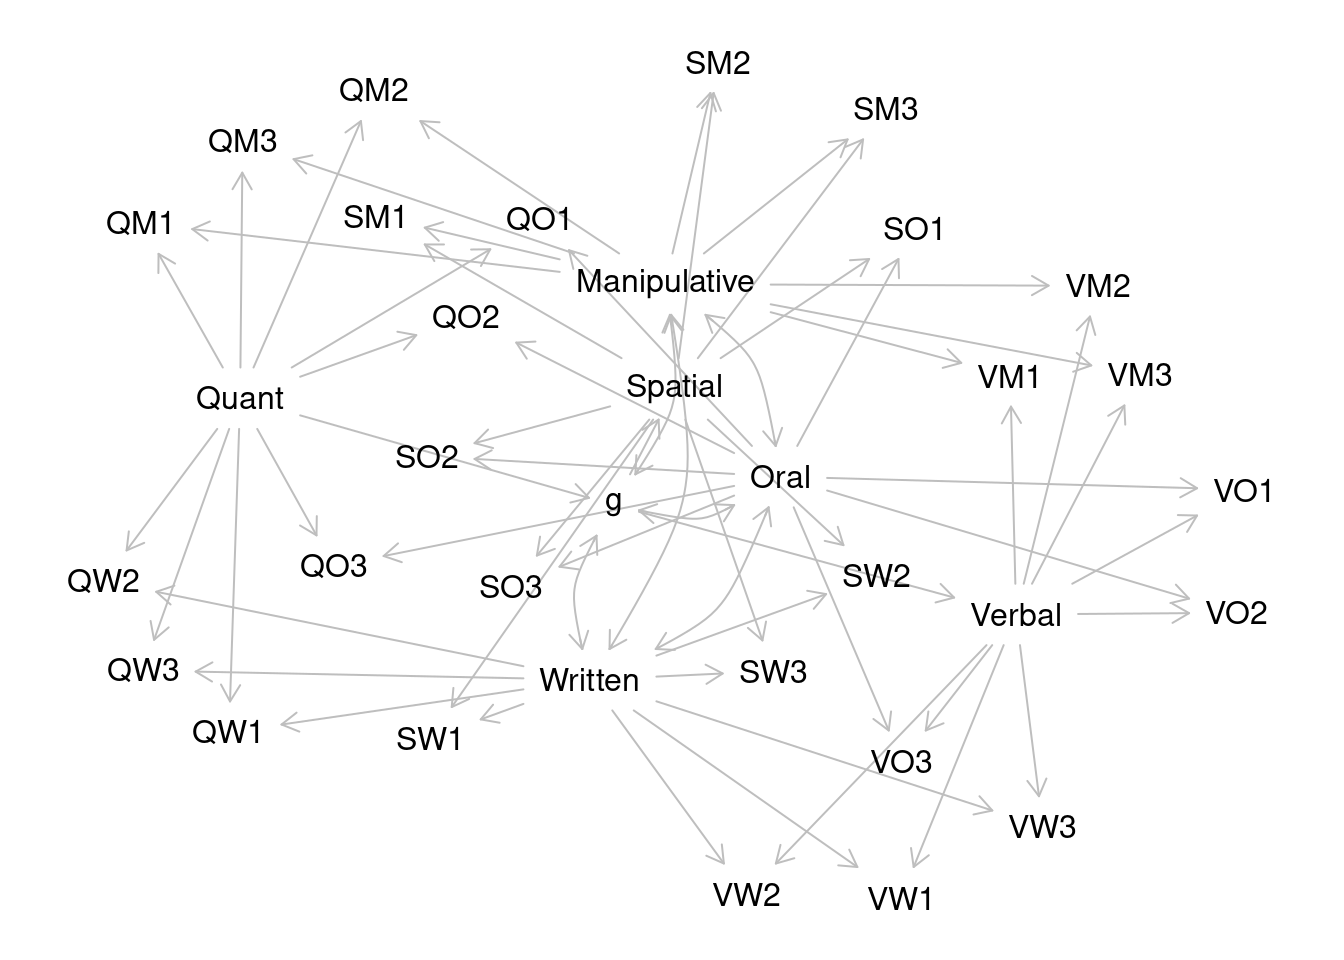 SM2
QM2
SM3
QM3
SM1
QO1
QM1
SO1
Manipulative
VM2
QO2
VM1
VM3
Spatial
Quant
SO2
Oral
VO1
g
QO3
SW2
QW2
SO3
Verbal
VO2
QW3
Written
SW3
QW1
SW1
VO3
VW3
VW2
VW1